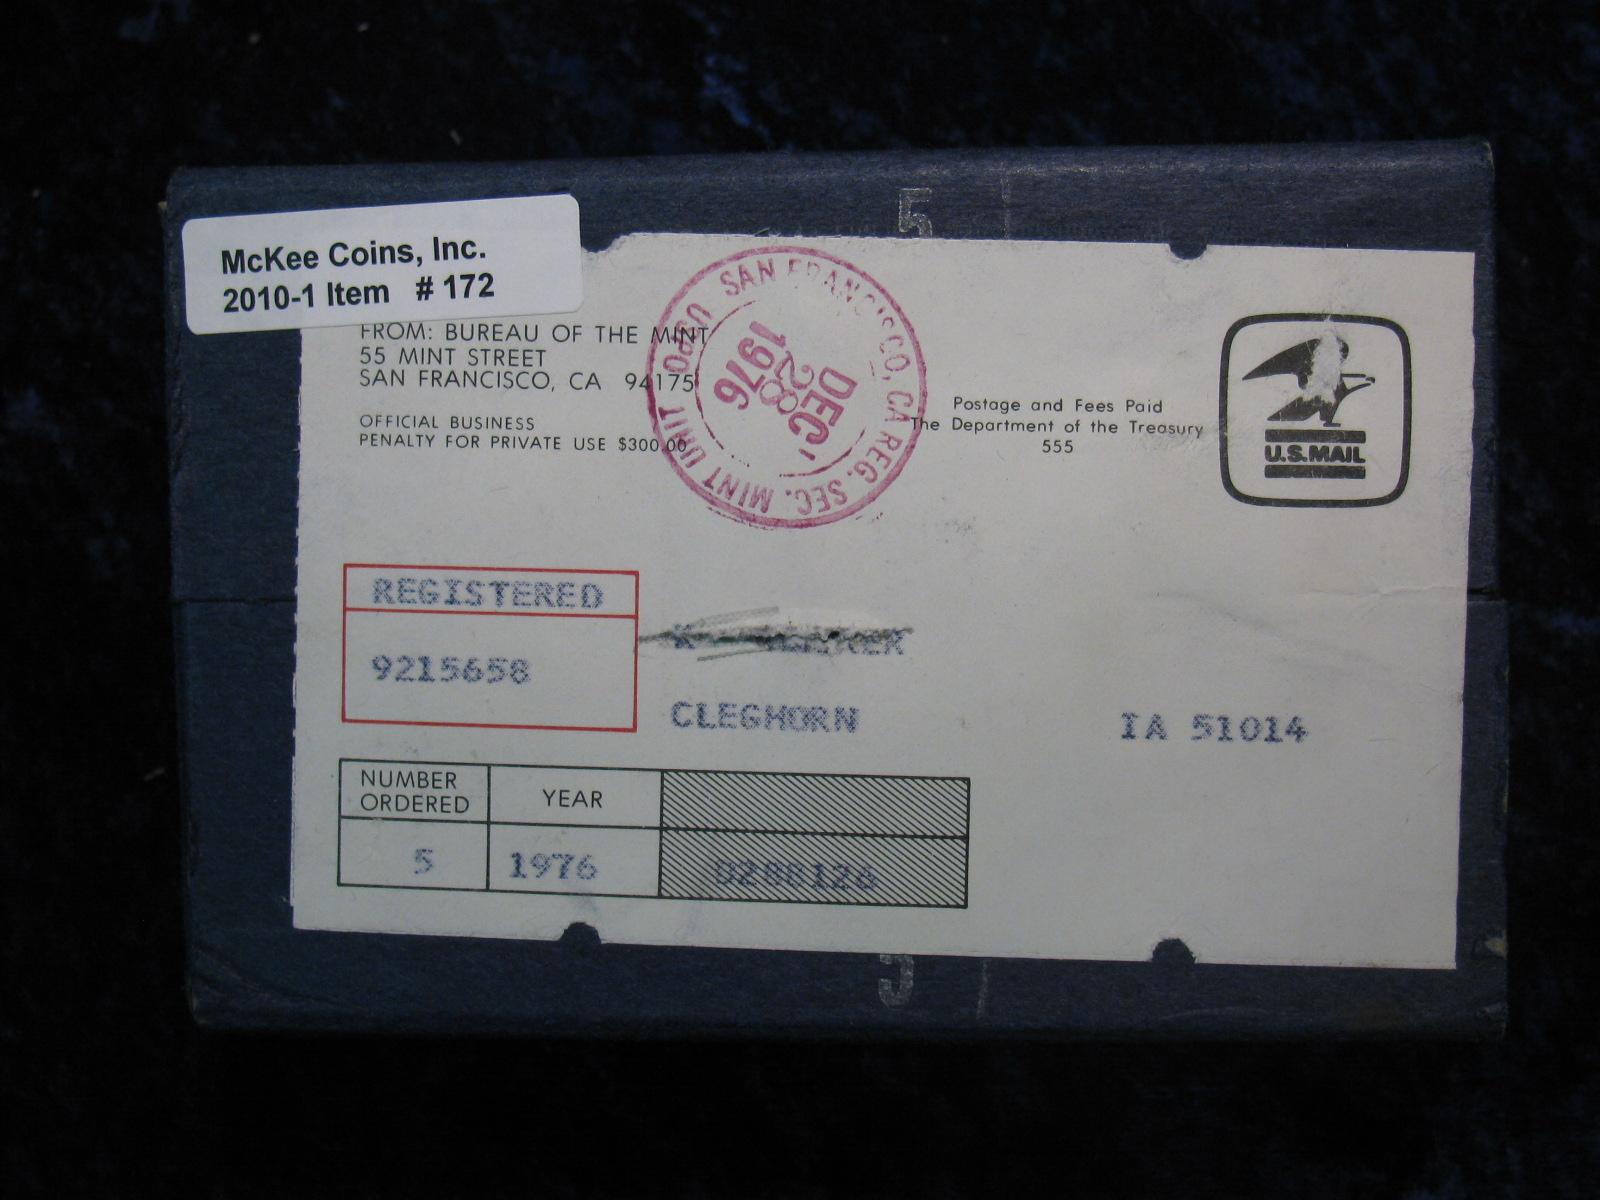 5
McKee Coins, Inc.
2010-1 Item # 172
FROM: BUREAU OF THE MINT
55 MINT STREET
SAN FRANCISCO, CA 94175
OFFICIAL BUSINESS
PENALTY FOR PRIVATE USE $300.00
SAN FRANCISCO, CA REG. SEC. MINT UNIT USPO
DEC
28
1976
Postage and Fees Paid
The Department of the Treasury
555
U.S.MAIL
REGISTERED
9215658
CLEGHORN IA 51014
NUMBER ORDERED
YEAR
5
1976
5